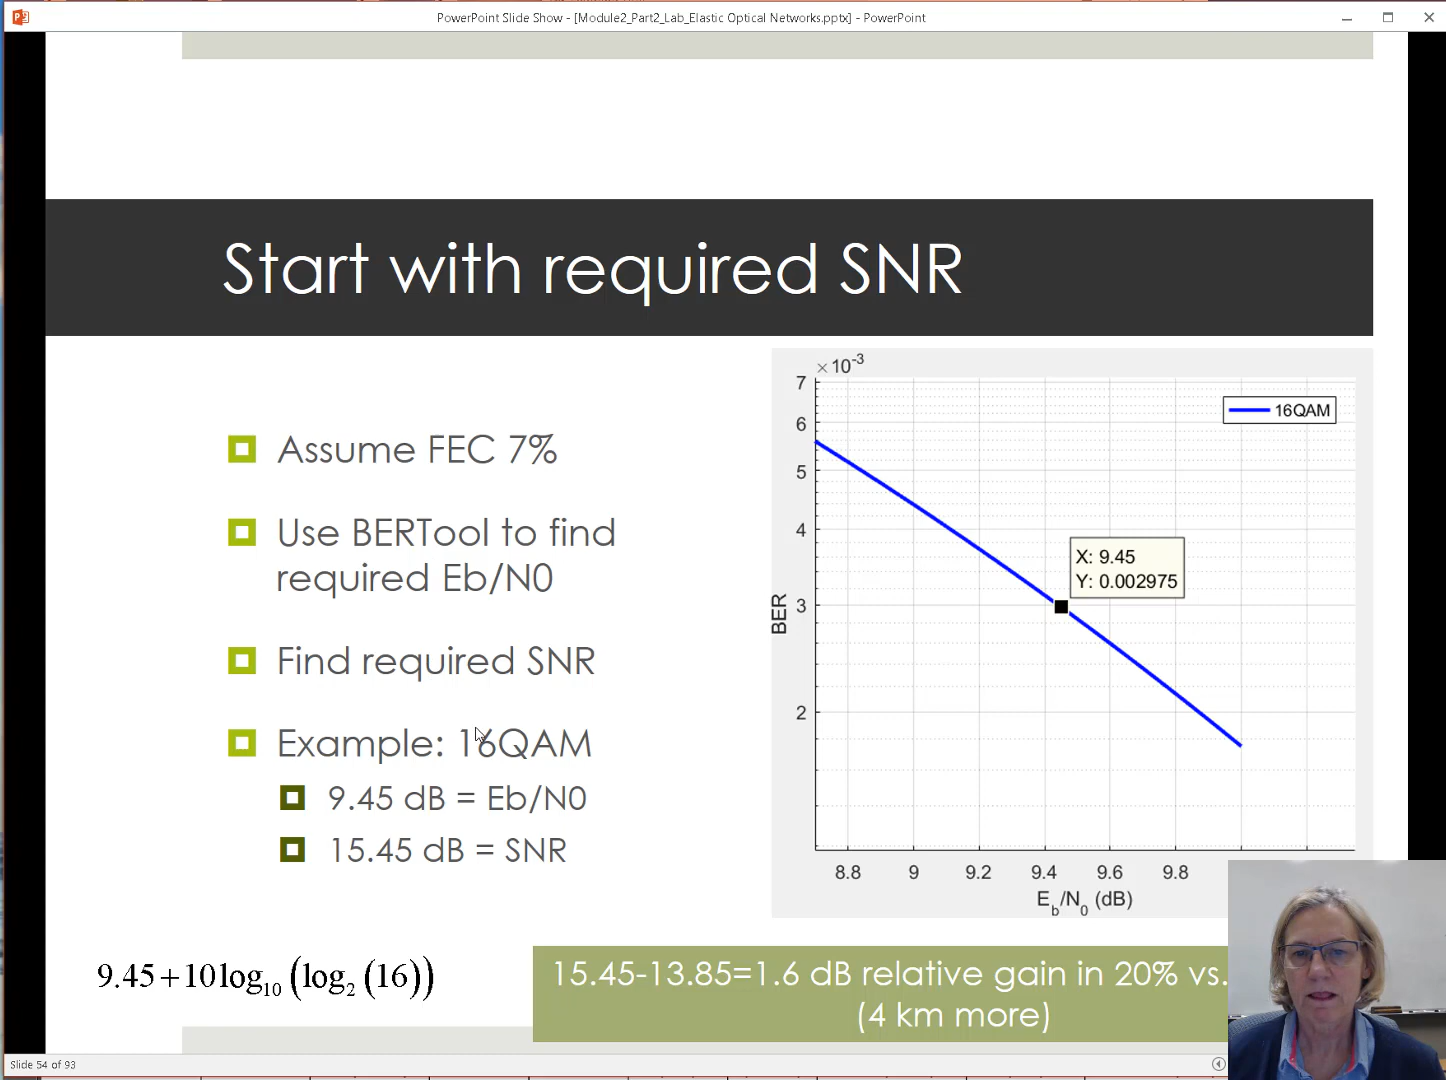 PowerPoint Slide Show - [Module2_Part2_Lab_Elastic Optical Networks.pptx] - PowerPoint
Start with required SNR
Assume FEC 7%
Use BERTool to find
required Eb/N0
Find required SNR
Example: 16QAM
9.45 dB = Eb/N0
15.45 dB = SNR
9.45+10log10(log2(16))
×10-3
7
6
5
4
3
2
BER
16QAM
X: 9.45
Y: 0.002975
8.8 9 9.2 9.4 9.6 9.8
Eb/N0 (dB)
15.45-13.85=1.6 dB relative gain in 20% vs.
(4 km more)
Slide 54 of 93